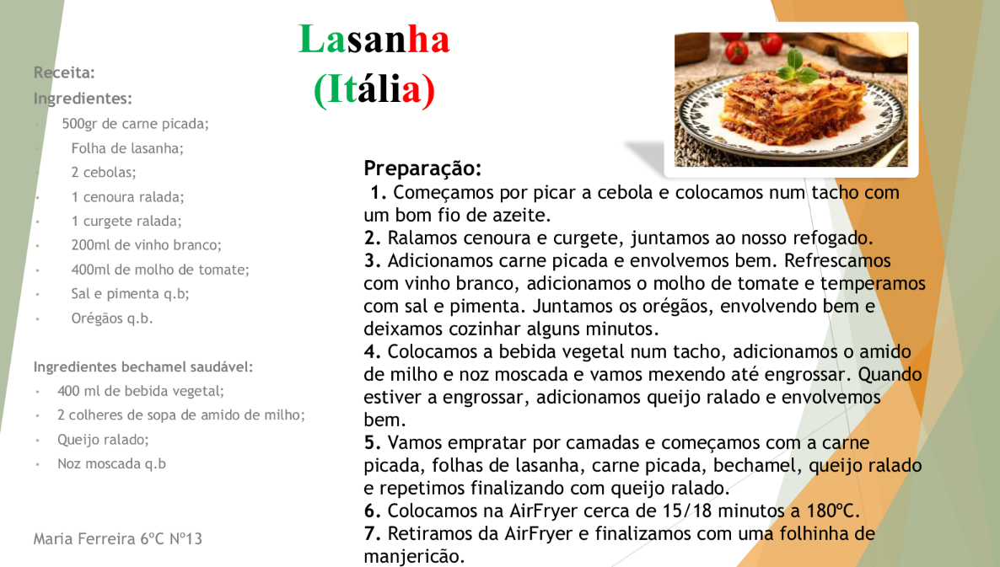 Lasanha
(Itália)
Receita:
Ingredientes:
500gr de carne picada;
Folha de lasanha;
2 cebolas;
1 cenoura ralada;
1 curgete ralada;
200ml de vinho branco;
400ml de molho de tomate;
Sal e pimenta q.b;
Orégãos q.b.
Ingredientes bechamel saudável:
400 ml de bebida vegetal;
2 colheres de sopa de amido de milho;
Queijo ralado;
Noz moscada q.b
Maria Ferreira 6ºC Nº13
Preparação:
1. Começamos por picar a cebola e colocamos num tacho com
um bom fio de azeite.
2. Ralamos cenoura e curgete, juntamos ao nosso refogado.
3. Adicionamos carne picada e envolvemos bem. Refrescamos
com vinho branco, adicionamos o molho de tomate e temperamos
com sal e pimenta. Juntamos os orégãos, envolvendo bem e
deixamos cozinhar alguns minutos.
4. Colocamos a bebida vegetal num tacho, adicionamos o amido
de milho e noz moscada e vamos mexendo até engrossar. Quando
estiver a engrossar, adicionamos queijo ralado e envolvemos
bem.
5. Vamos empratar por camadas e começamos com a carne
picada, folhas de lasanha, carne picada, bechamel, queijo ralado
e repetimos finalizando com queijo ralado.
6. Colocamos na AirFryer cerca de 15/18 minutos a 180ºC.
7. Retiramos da AirFryer e finalizamos com uma folhinha de
manjericão.